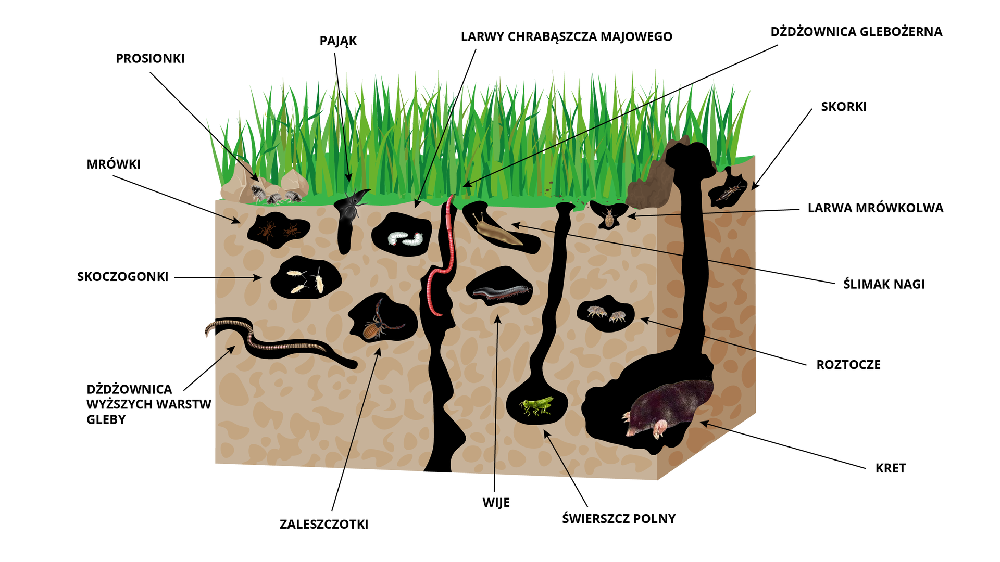 DŻDŻOWNICA GLEBOŻERNA
LARWY CHRABĄSZCZA MAJOWEGO
PAJĄK
PROSIONKI
SKORKI
MRÓWKI
LARWA MRÓWKOLWA
SKOCZOGONKI
ŚLIMAK NAGI
ROZTOCZE
DŻDŻOWNICA
WYŻSZYCH WARSTW
GLEBY
KRET
WIJE
ŚWIERSZCZ POLNY
ZALESZCZOTKI